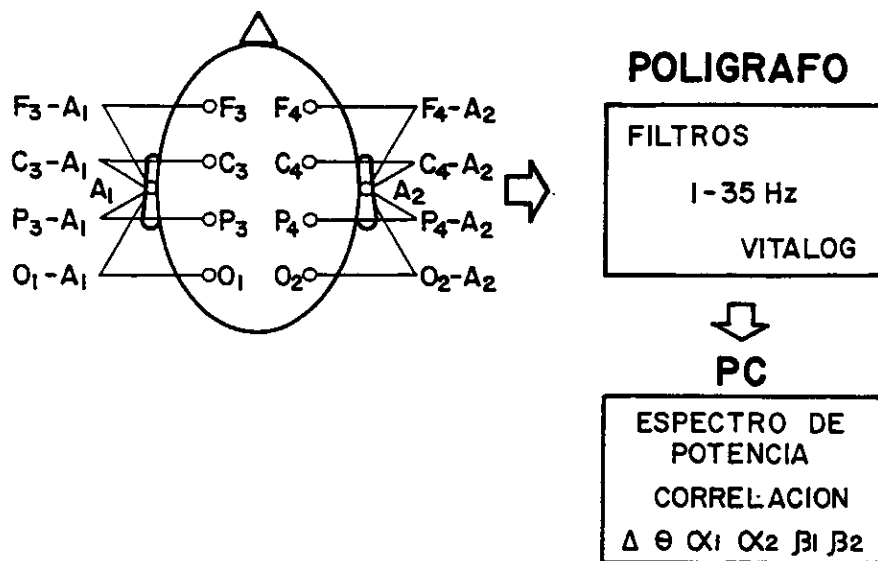 F₃-A₁ F₃ F₄ F₄-A₂
C₃-A₁ C₃ C₄ C₄-A₂
A₁ A₂
P₃-A₁ P₃ P₄ P₄-A₂
O₁-A₁ O₁ O₂ O₂-A₂
POLIGRAFO
FILTROS
1-35 Hz
VITALOG
PC
ESPECTRO DE
POTENCIA
CORRELACION
Δ θ α1 α2 β1 β2